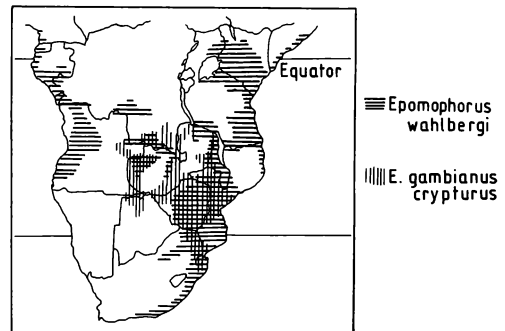 Equator
Epomophorus
wahlbergi
E. gambianus
crypturus